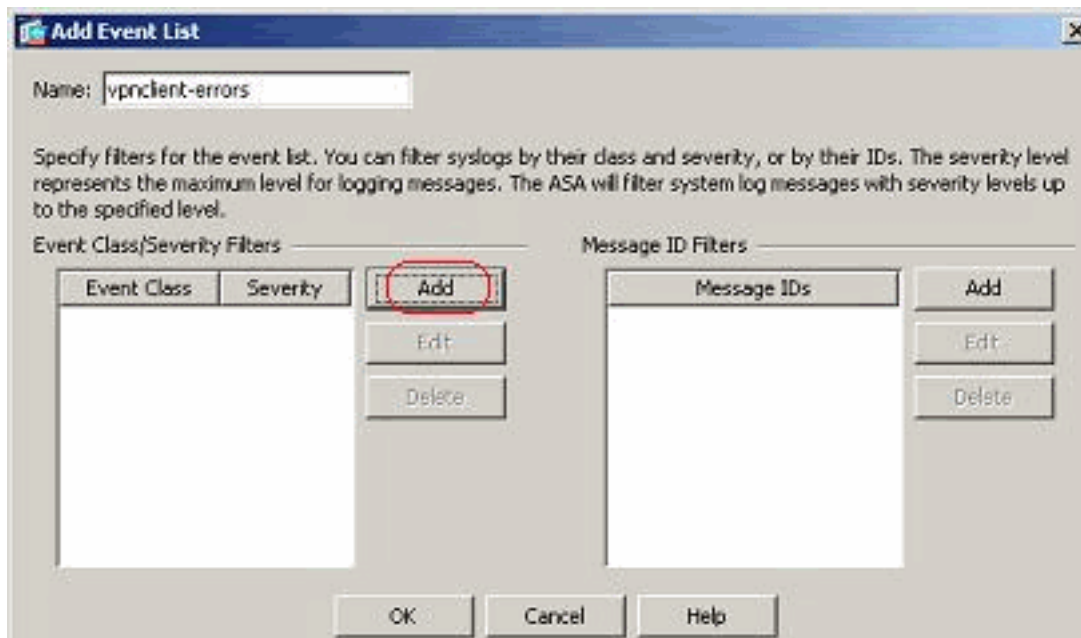 Add Event List
Name: vpnclient-errors
Specify filters for the event list. You can filter syslogs by their class and severity, or by their IDs. The severity level
represents the maximum level for logging messages. The ASA will filter system log messages with severity levels up
to the specified level.
Event Class/Severity Filters
Event Class Severity
Add
Edit
Delete
Message ID Filters
Message IDs
Add
Edit
Delete
OK Cancel Help